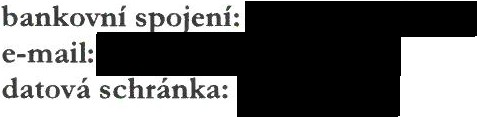 bankovní spojení:
e-mail:
datová schránka: